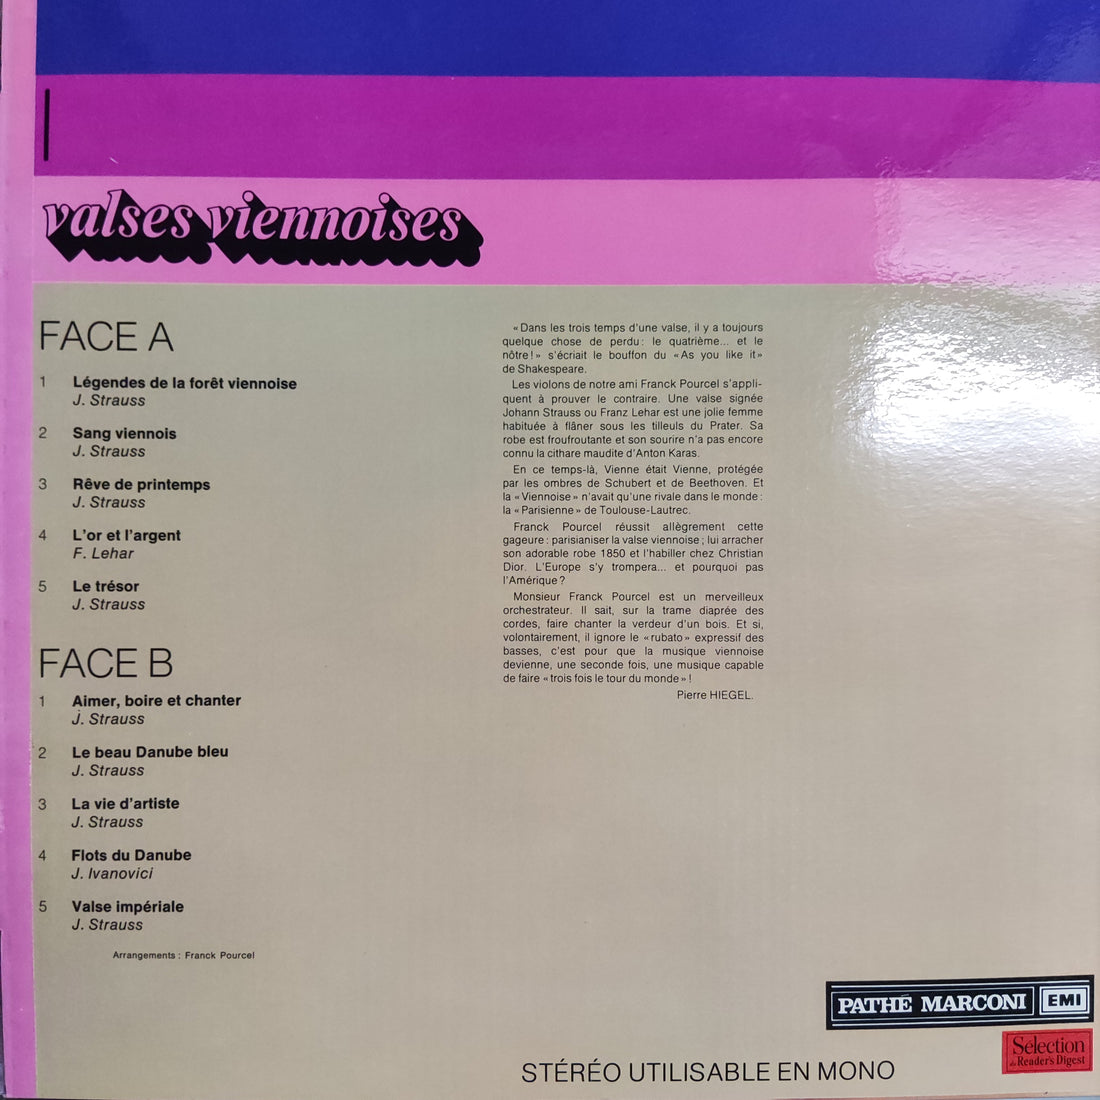 valses viennoises
FACE A
1 Légendes de la forêt viennoise
J. Strauss
2 Sang viennois
J. Strauss
3 Rêve de printemps
J. Strauss
4 L'or et l'argent
F. Lehar
5 Le trésor
J. Strauss
FACE B
1 Aimer, boire et chanter
J. Strauss
2 Le beau Danube bleu
J. Strauss
3 La vie d'artiste
J. Strauss
4 Flots du Danube
J. Ivanovici
5 Valse impériale
J. Strauss
Arrangements : Franck Pourcel
« Dans les trois temps d'une valse, il y a toujours
quelque chose de perdu : le quatrième... et le
nôtre ! » s'écriait le bouffon du « As you like it »
de Shakespeare.
Les violons de notre ami Franck Pourcel s'appli-
quent à prouver le contraire. Une valse signée
Johann Strauss ou Franz Lehar est une jolie femme
habituée à flâner sous les tilleuls du Prater. Sa
robe est froufroutante et son sourire n'a pas encore
connu la cithare maudite d'Anton Karas.
En ce temps-là, Vienne était Vienne, protégée
par les ombres de Schubert et de Beethoven. Et
la « Viennoise » n'avait qu'une rivale dans le monde :
la « Parisienne » de Toulouse-Lautrec.
Franck Pourcel réussit allègrement cette
gageure : parisianiser la valse viennoise ; lui arracher
son adorable robe 1850 et l'habiller chez Christian
Dior. L'Europe s'y trompera... et pourquoi pas
l'Amérique ?
Monsieur Franck Pourcel est un merveilleux
orchestrateur. Il sait, sur la trame diaprée des
cordes, faire chanter la verdeur d'un bois. Et si,
volontairement, il ignore le « rubato » expressif des
basses, c'est pour que la musique viennoise
devienne, une seconde fois, une musique capable
de faire « trois fois le tour du monde » !
Pierre HIEGEL.
PATHÉ MARCONI EMI
Sélection
du Reader's Digest
STÉRÉO UTILISABLE EN MONO